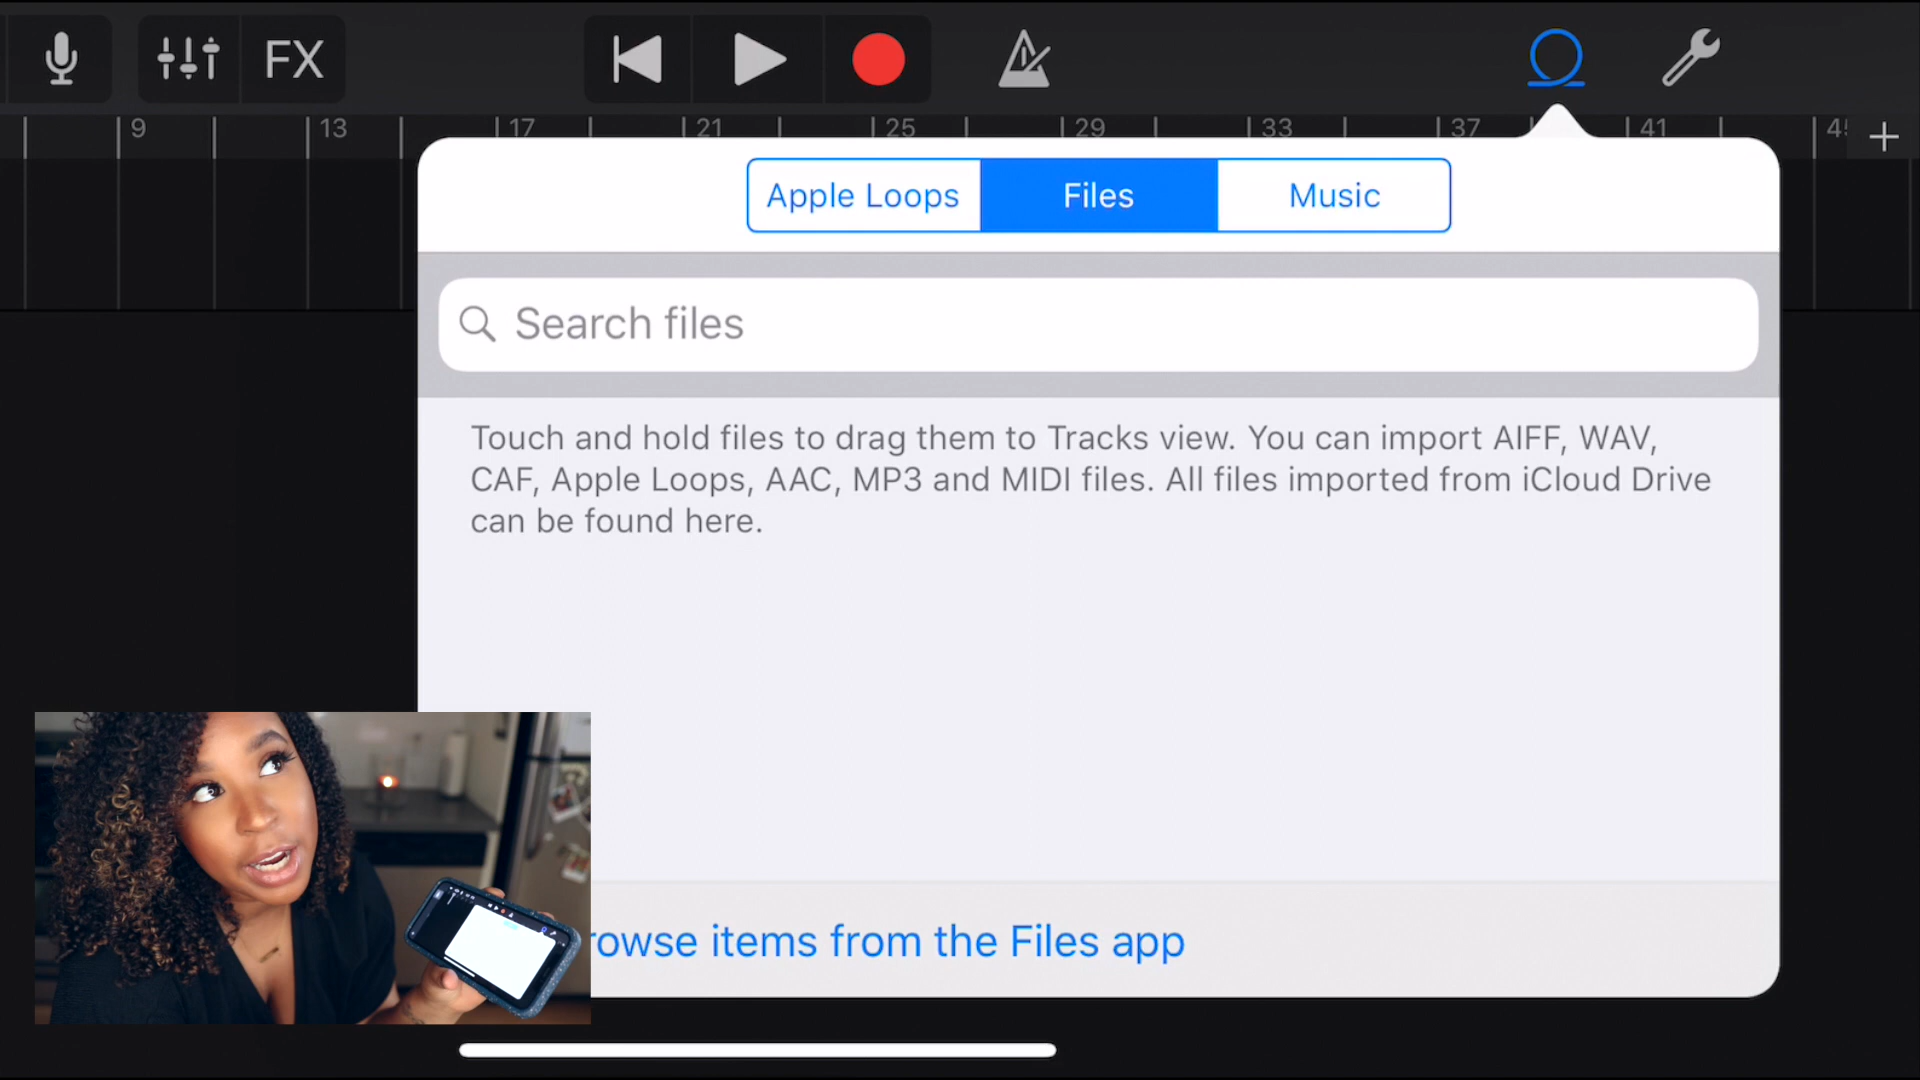 FX
9 13 17 21 25 29 33 37 41
Apple Loops Files Music
Search files
Touch and hold files to drag them to Tracks view. You can import AIFF, WAV,
CAF, Apple Loops, AAC, MP3 and MIDI files. All files imported from iCloud Drive
can be found here.
rowse items from the Files app